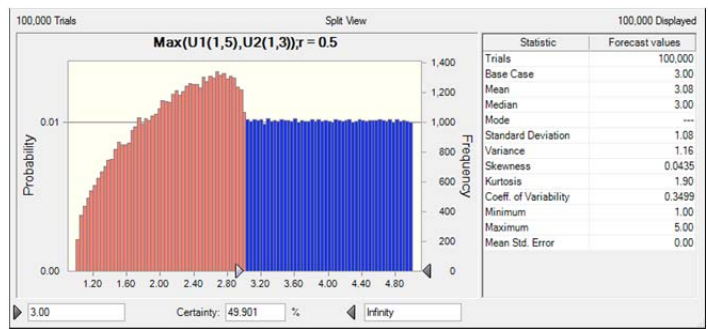 100,000 Trials Split View 100,000 Displayed
Max(U1(1,5),U2(1,3));r = 0.5
Probability
0.01
0.00
1.20 1.60 2.00 2.40 2.80 3.20 3.60 4.00 4.40 4.80
1,400
1,200
1,000
800
600
400
200
0
Frequency
Statistic Forecast values
Trials 100,000
Base Case 3.00
Mean 3.08
Median 3.00
Mode ---
Standard Deviation 1.08
Variance 1.16
Skewness 0.0435
Kurtosis 1.90
Coeff. of Variability 0.3499
Minimum 1.00
Maximum 5.00
Mean Std. Error 0.00
3.00 Certainty: 49.901 % Infinity